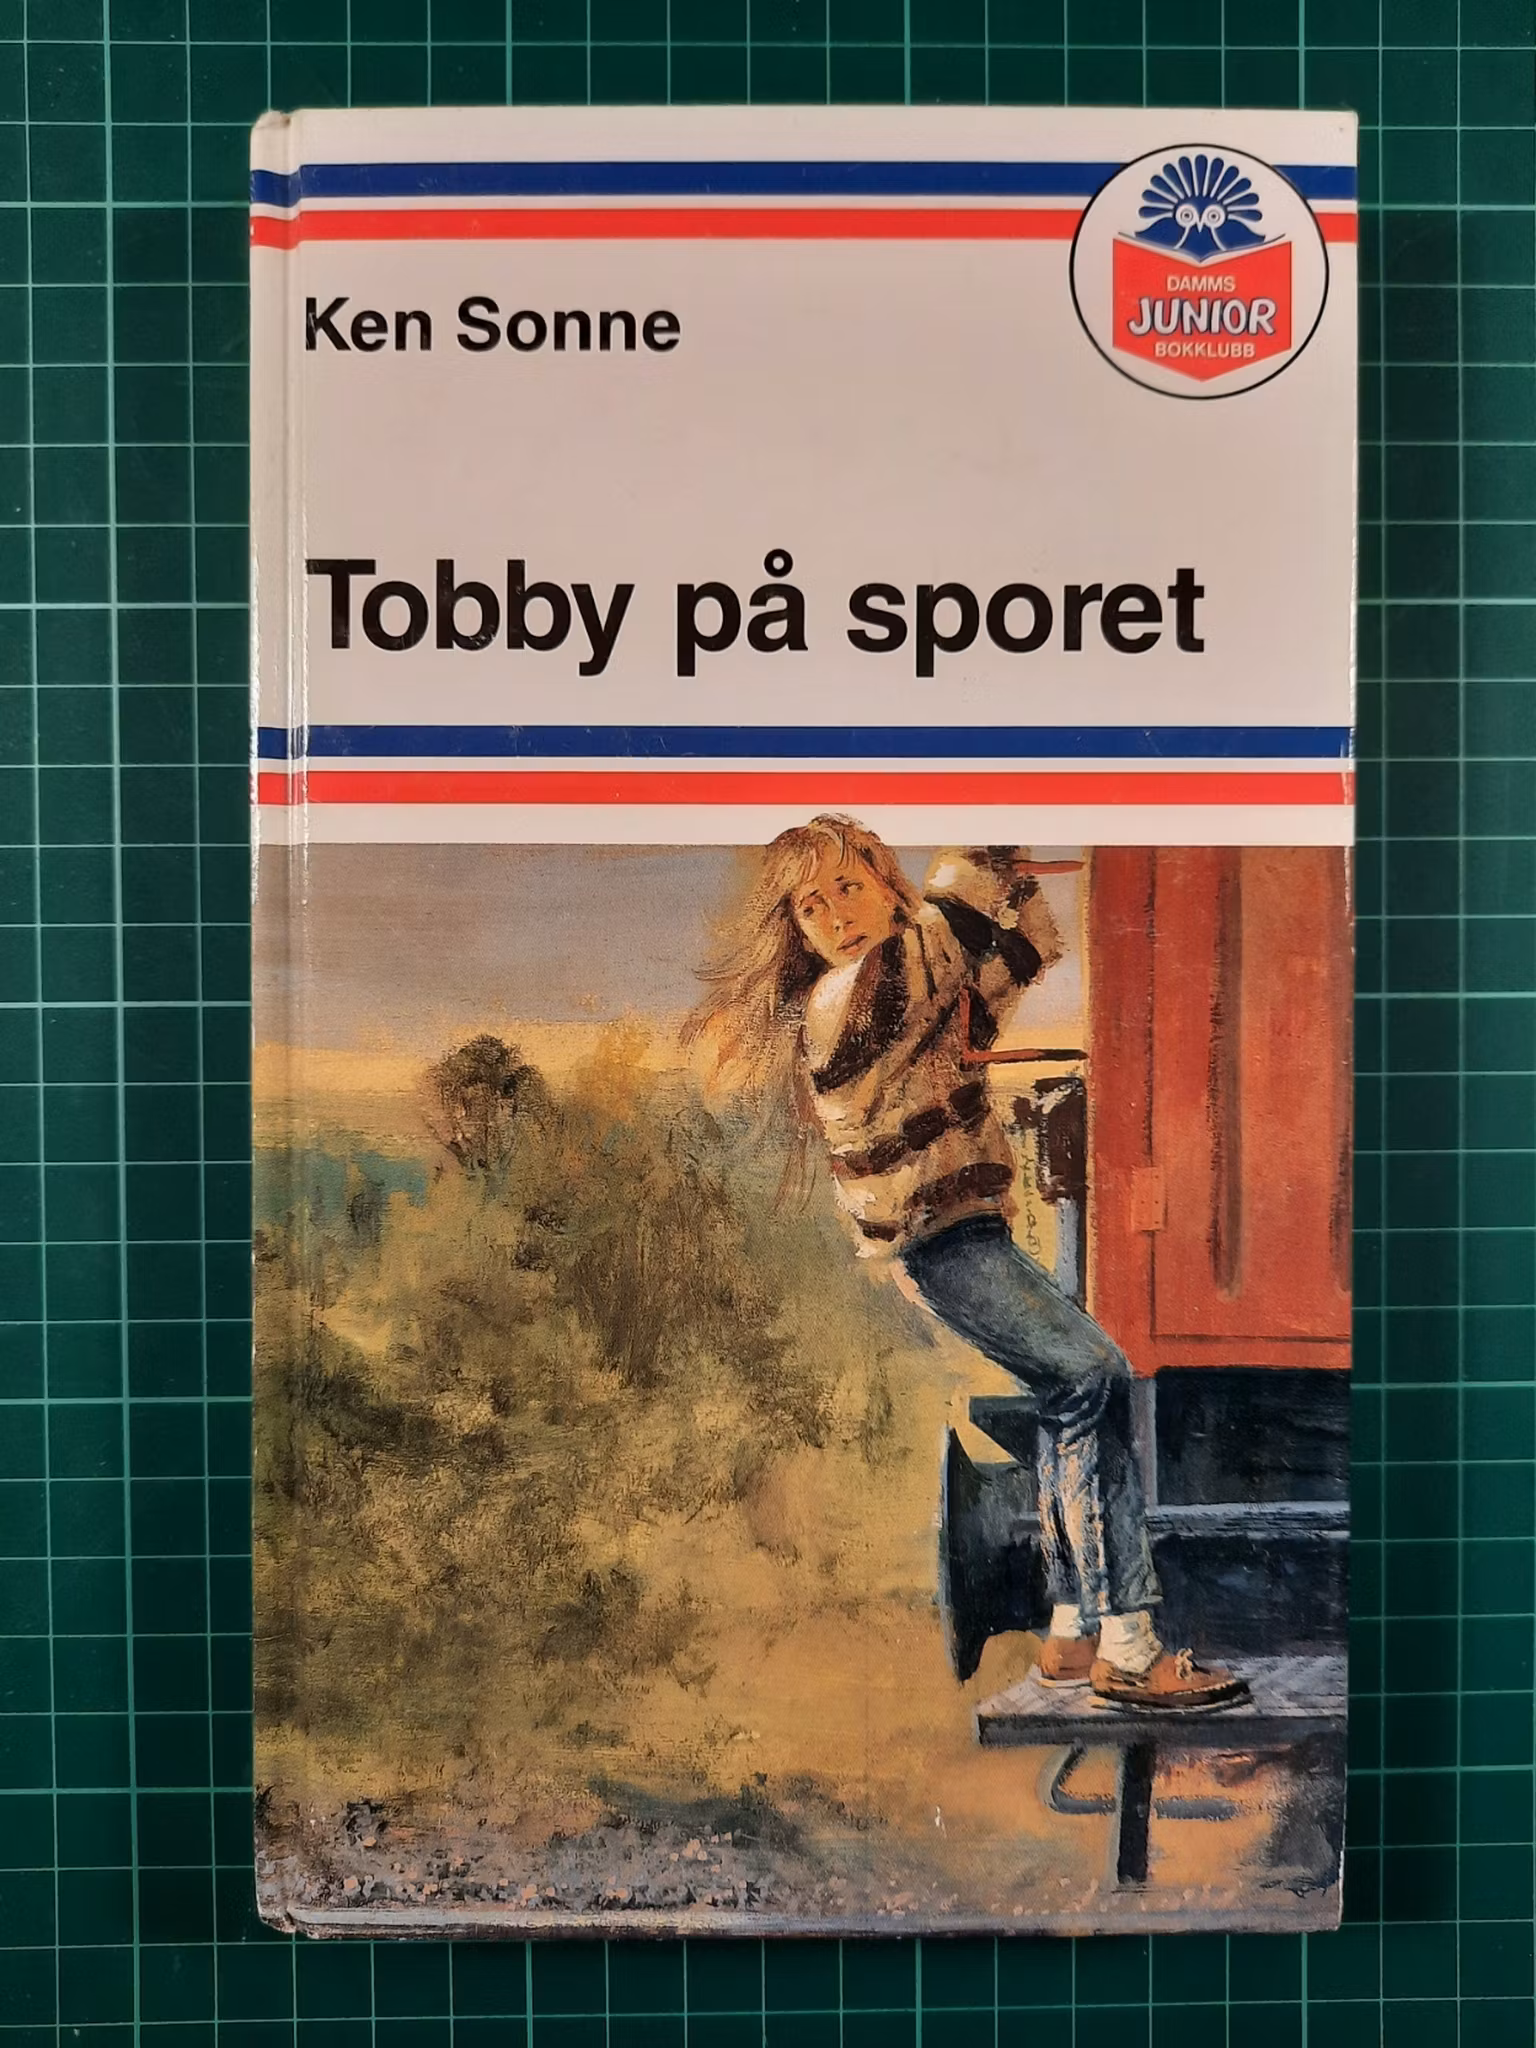 DAMMS
JUNIOR
BOKKLUBB
Ken Sonne
Tobby på sporet